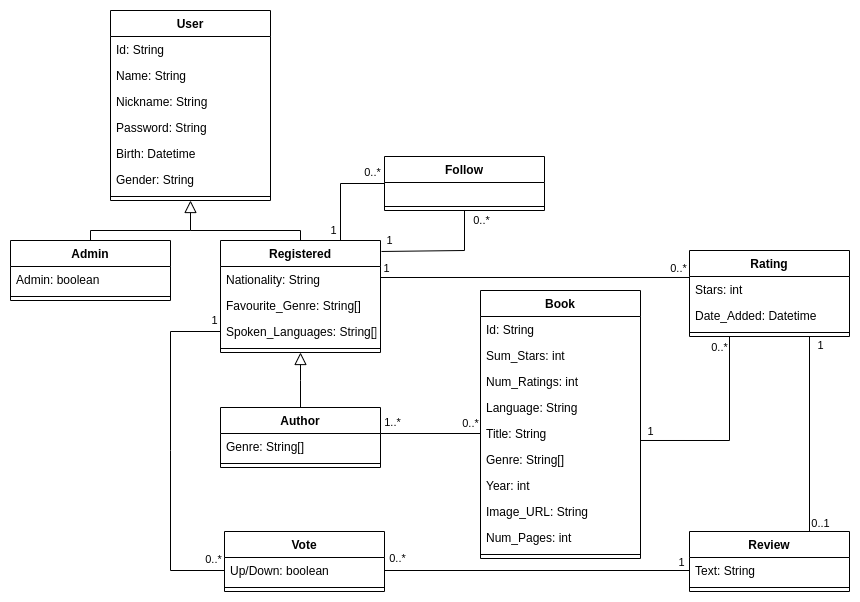 User
Id: String
Name: String
Nickname: String
Password: String
Birth: Datetime
Gender: String
Follow
0..*
1
0..*
1
Admin
Admin: boolean
Registered
Nationality: String
Favourite_Genre: String[]
Spoken_Languages: String[]
1
0..*
1
Rating
Stars: int
Date_Added: Datetime
Book
Id: String
Sum_Stars: int
Num_Ratings: int
Language: String
Title: String
Genre: String[]
Year: int
Image_URL: String
Num_Pages: int
0..*
1
1
0..1
Author
Genre: String[]
1..*
0..*
Vote
Up/Down: boolean
0..*
0..*
1
Review
Text: String